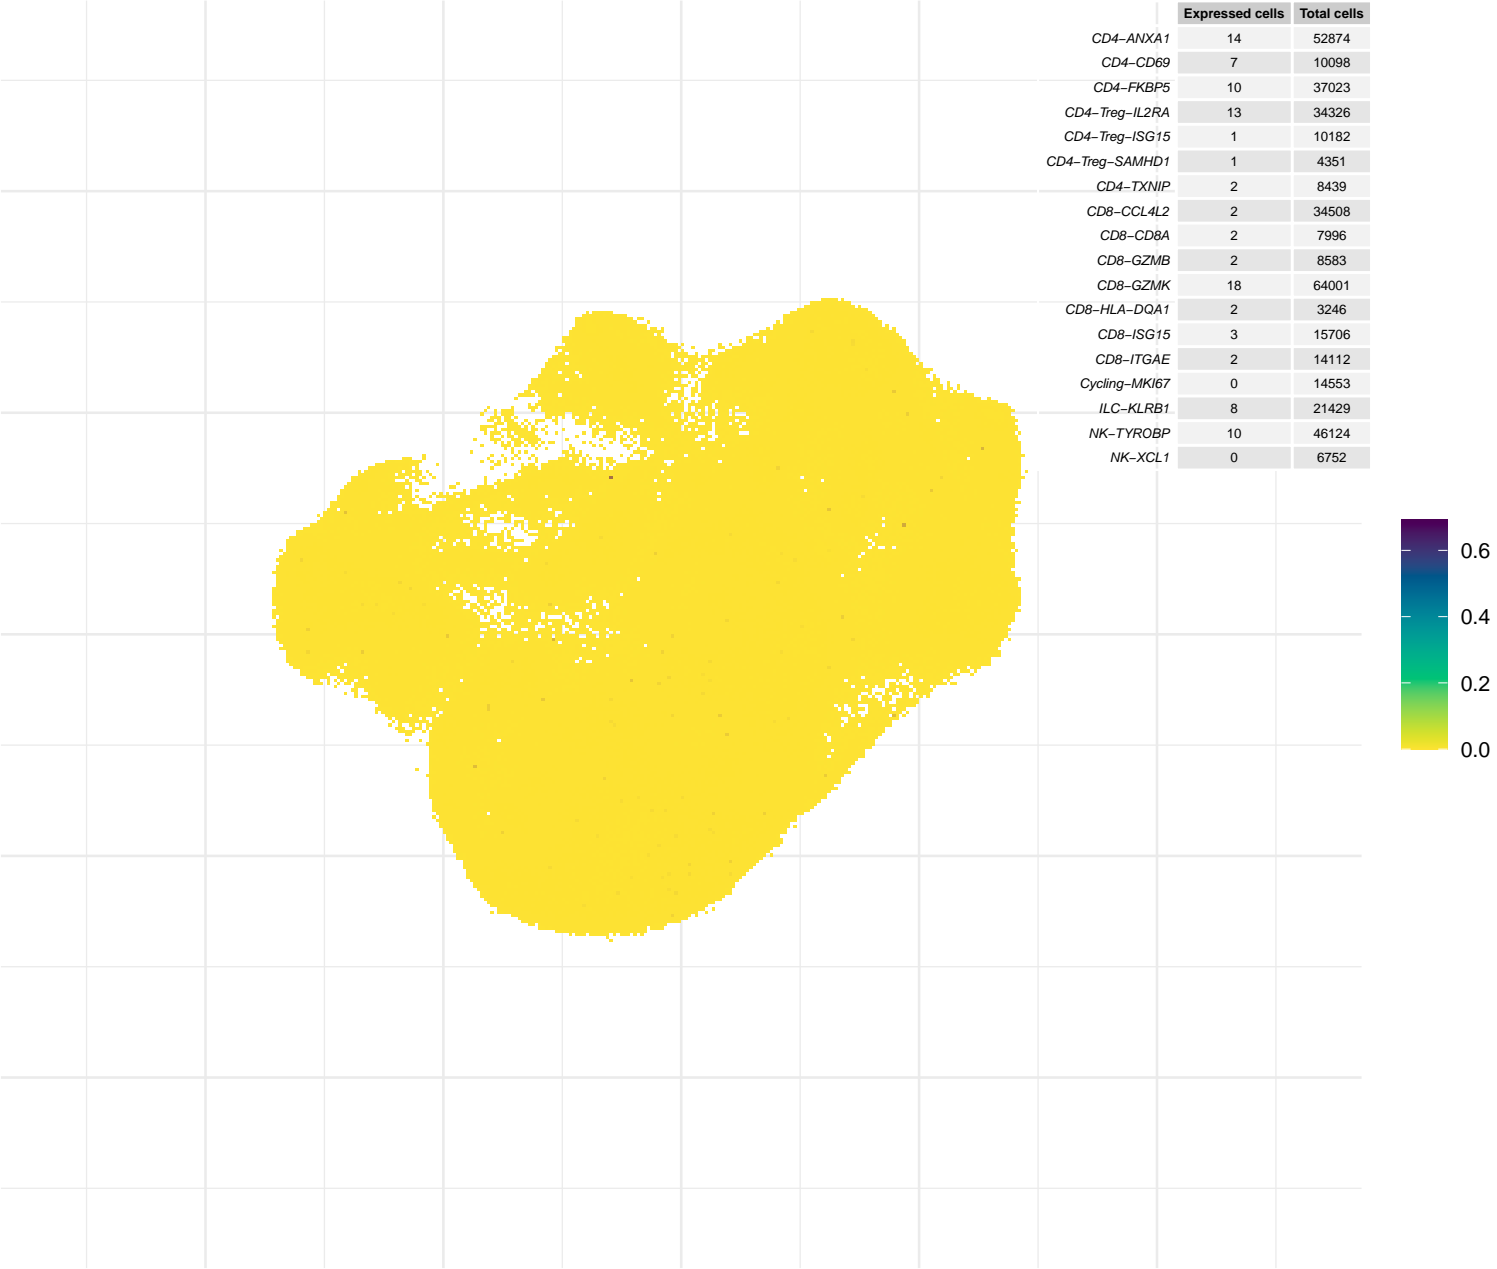 Expressed cells Total cells
CD4−ANXA1 14 52874
CD4−CD69 7 10098
CD4−FKBP5 10 37023
CD4−Treg−IL2RA 13 34326
CD4−Treg−ISG15 1 10182
CD4−Treg−SAMHD1 1 4351
CD4−TXNIP 2 8439
CD8−CCL4L2 2 34508
CD8−CD8A 2 7996
CD8−GZMB 2 8583
CD8−GZMK 18 64001
CD8−HLA−DQA1 2 3246
CD8−ISG15 3 15706
CD8−ITGAE 2 14112
Cycling−MKI67 0 14553
ILC−KLRB1 8 21429
NK−TYROBP 10 46124
NK−XCL1 0 6752
0.6
0.4
0.2
0.0